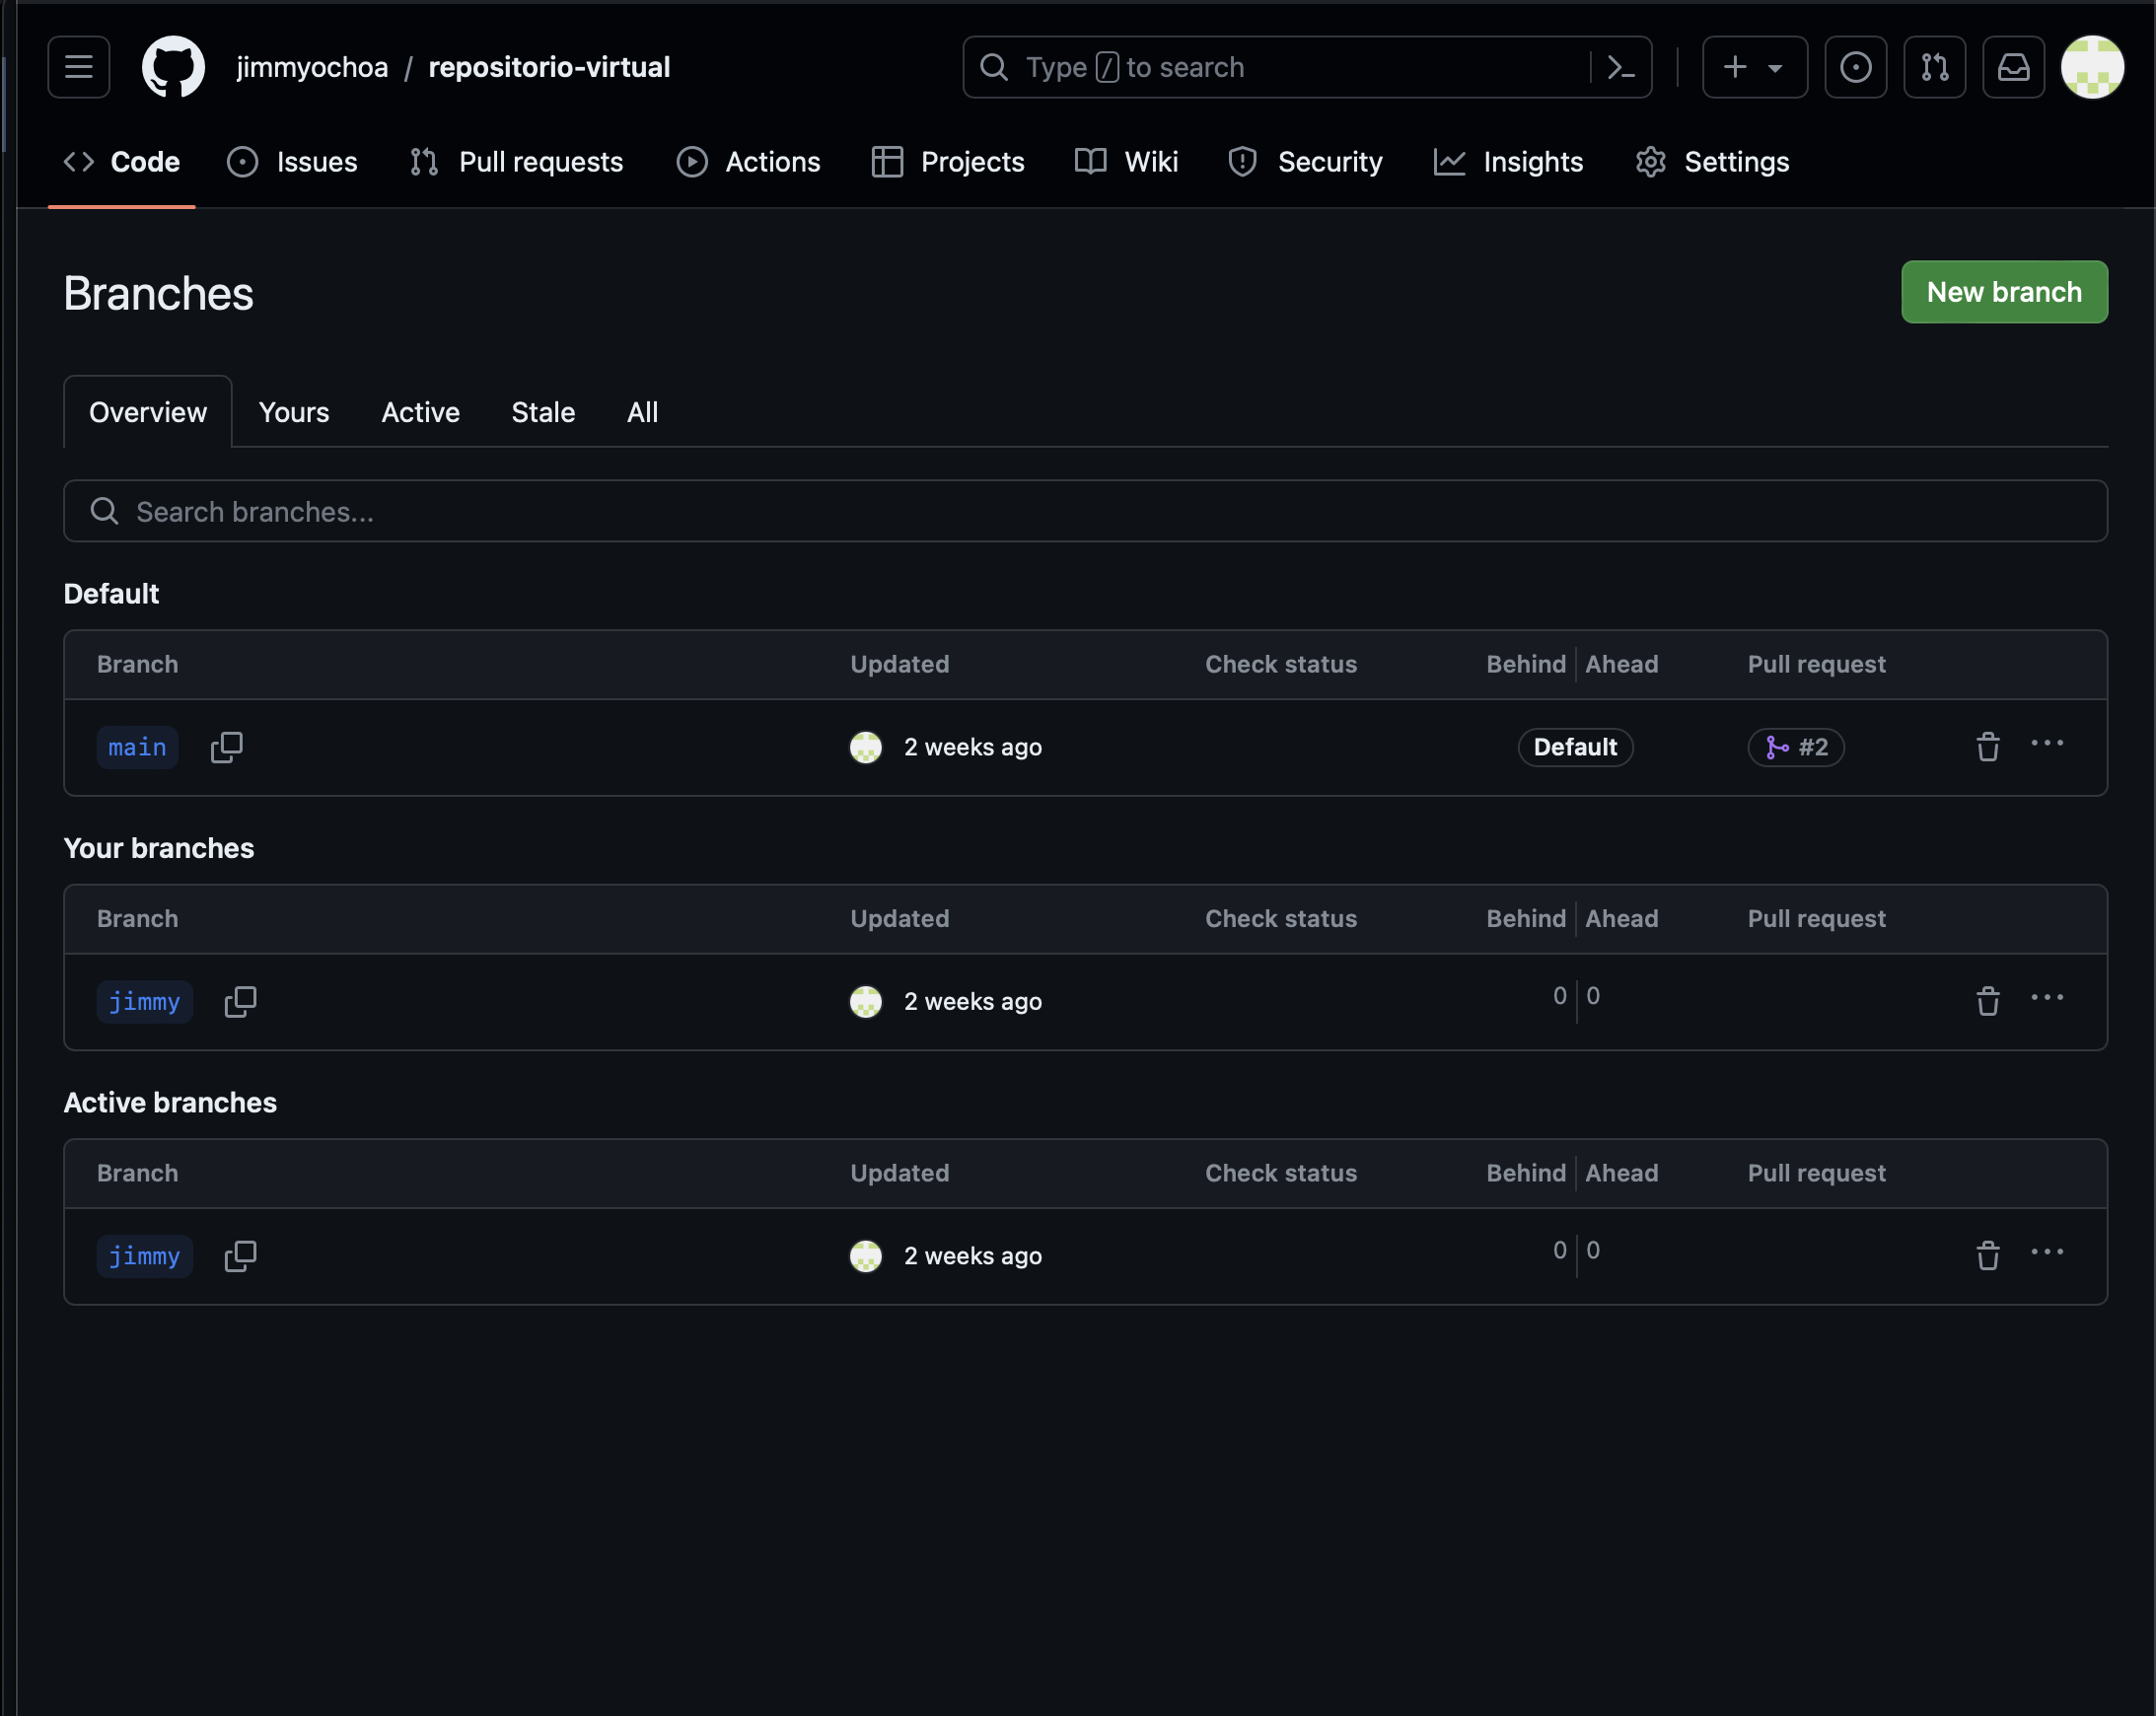 jimmyochoa / repositorio-virtual
Type / to search
Code Issues Pull requests Actions Projects Wiki Security Insights Settings
Branches
New branch
Overview Yours Active Stale All
Search branches...
Default
Branch Updated Check status Behind Ahead Pull request
main 2 weeks ago Default #2
Your branches
Branch Updated Check status Behind Ahead Pull request
jimmy 2 weeks ago 0 0
Active branches
Branch Updated Check status Behind Ahead Pull request
jimmy 2 weeks ago 0 0